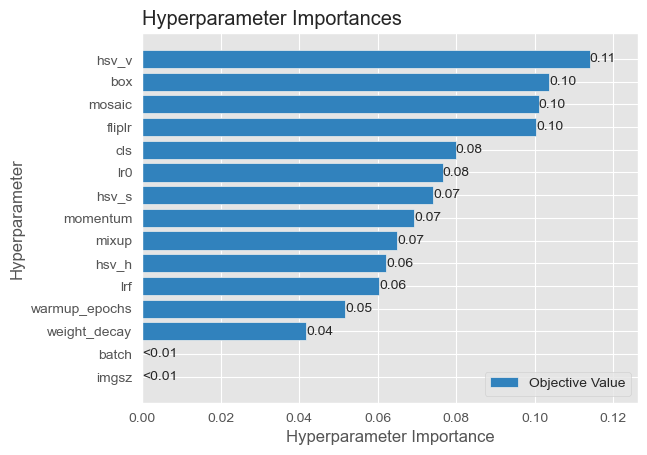 Hyperparameter Importances
Hyperparameter
hsv_v 0.11
box 0.10
mosaic 0.10
fliplr 0.10
cls 0.08
lr0 0.08
hsv_s 0.07
momentum 0.07
mixup 0.07
hsv_h 0.06
lrf 0.06
warmup_epochs 0.05
weight_decay 0.04
batch <0.01
imgsz <0.01
Objective Value
0.00 0.02 0.04 0.06 0.08 0.10 0.12
Hyperparameter Importance